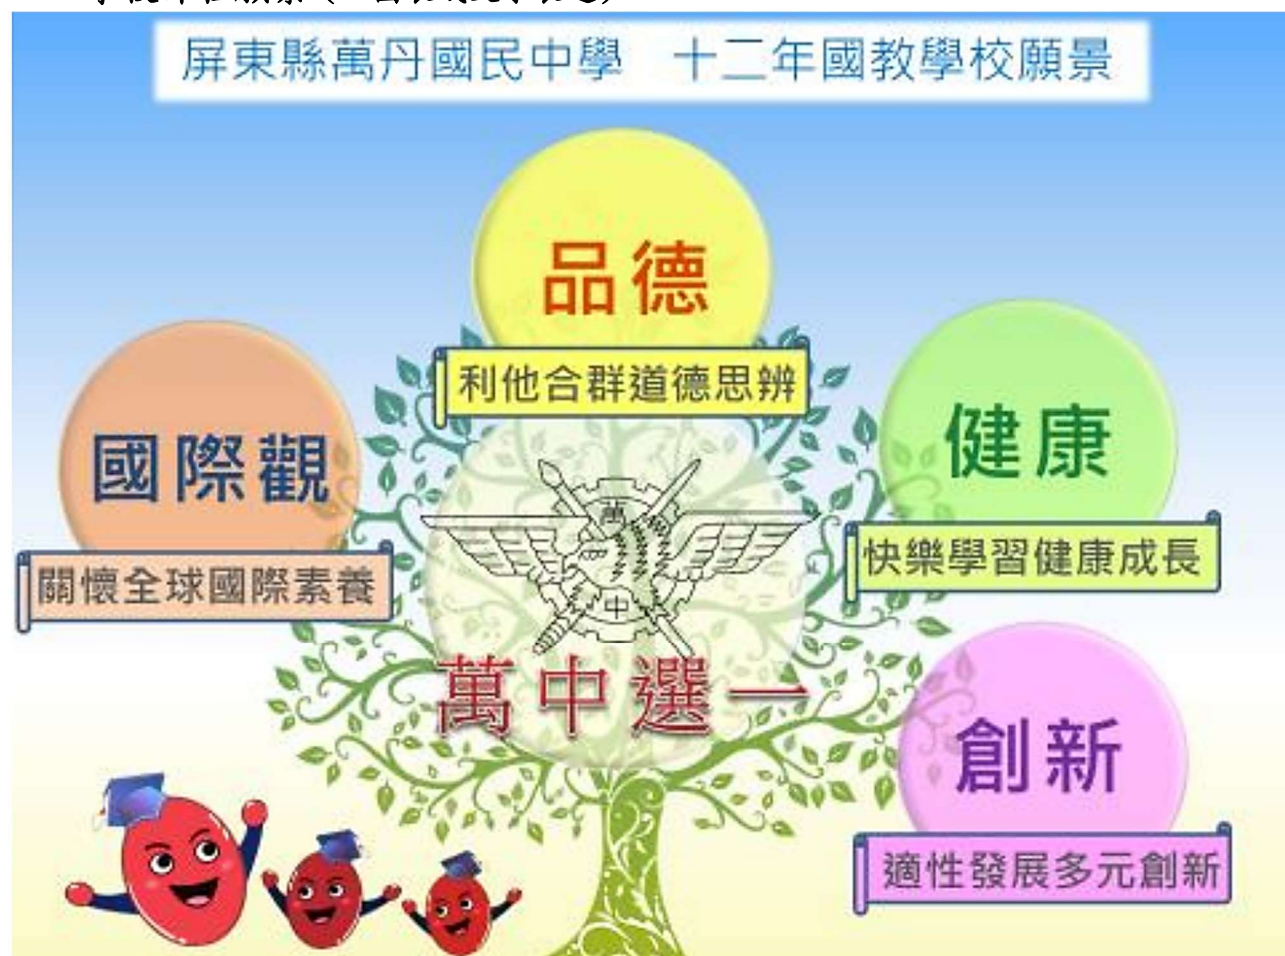 屏東縣萬丹國民中學 十二年國教學校願景
品德
利他合群道德思辨
國際觀
關懷全球國際素養
健康
快樂學習健康成長
萬
中
萬中選一
創新
適性發展多元創新